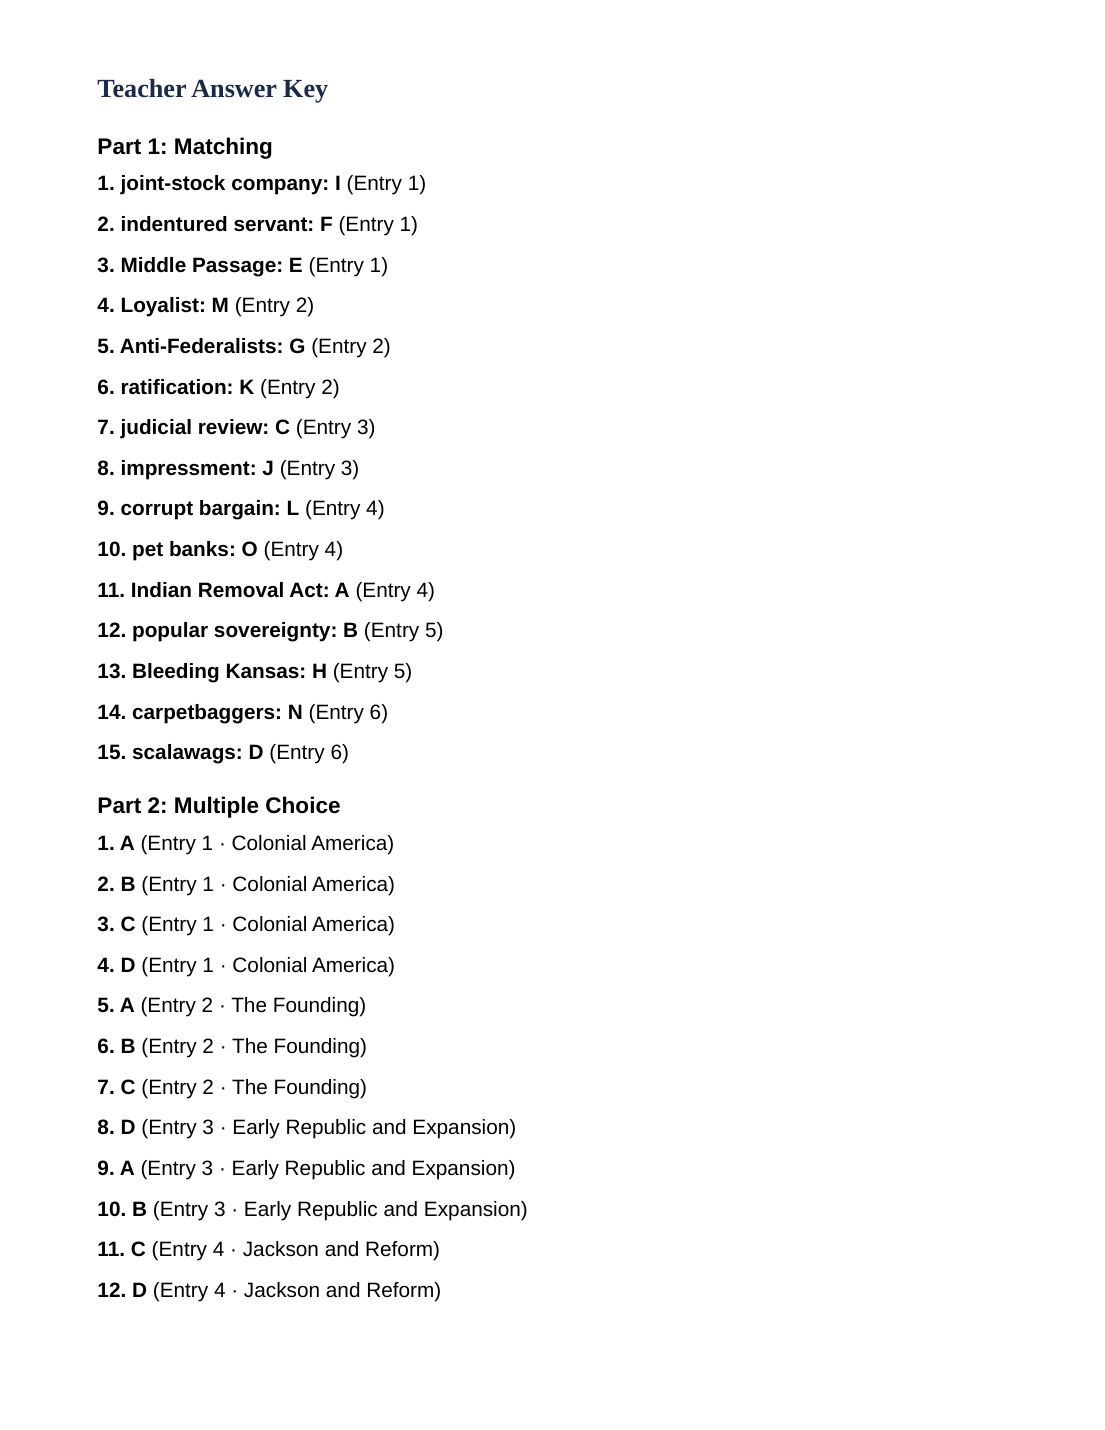 Teacher Answer Key
Part 1: Matching
1. joint-stock company: I (Entry 1)
2. indentured servant: F (Entry 1)
3. Middle Passage: E (Entry 1)
4. Loyalist: M (Entry 2)
5. Anti-Federalists: G (Entry 2)
6. ratification: K (Entry 2)
7. judicial review: C (Entry 3)
8. impressment: J (Entry 3)
9. corrupt bargain: L (Entry 4)
10. pet banks: O (Entry 4)
11. Indian Removal Act: A (Entry 4)
12. popular sovereignty: B (Entry 5)
13. Bleeding Kansas: H (Entry 5)
14. carpetbaggers: N (Entry 6)
15. scalawags: D (Entry 6)
Part 2: Multiple Choice
1. A (Entry 1 · Colonial America)
2. B (Entry 1 · Colonial America)
3. C (Entry 1 · Colonial America)
4. D (Entry 1 · Colonial America)
5. A (Entry 2 · The Founding)
6. B (Entry 2 · The Founding)
7. C (Entry 2 · The Founding)
8. D (Entry 3 · Early Republic and Expansion)
9. A (Entry 3 · Early Republic and Expansion)
10. B (Entry 3 · Early Republic and Expansion)
11. C (Entry 4 · Jackson and Reform)
12. D (Entry 4 · Jackson and Reform)